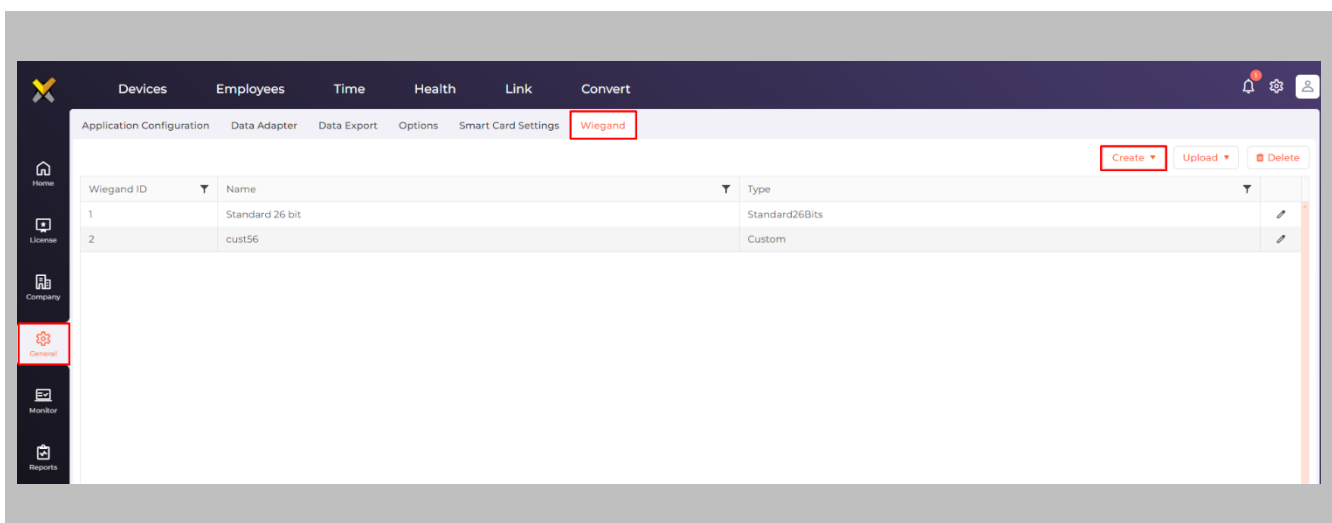 Devices Employees Time Health Link Convert 1
Application Configuration Data Adapter Data Export Options Smart Card Settings Wiegand
Create Upload Delete
Home
Wiegand ID Name Type
1 Standard 26 bit Standard26Bits
License
2 cust56 Custom
Company
General
Monitor
Reports